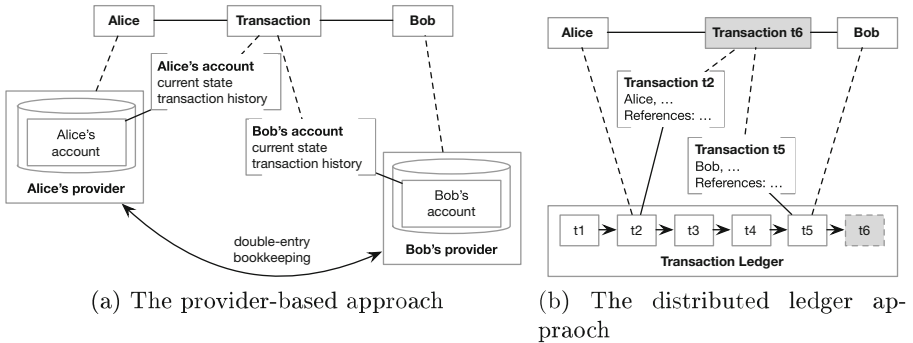 Alice
Transaction
Bob
Alice's account
current state
transaction history
Bob's account
current state
transaction history
Alice's
account
Alice's provider
Bob's
account
Bob's provider
double-entry
bookkeeping
(a) The provider-based approach
Alice
Transaction t6
Bob
Transaction t2
Alice, ...
References: ...
Transaction t5
Bob, ...
References: ...
t1
t2
t3
t4
t5
t6
Transaction Ledger
(b) The distributed ledger ap-
praoch